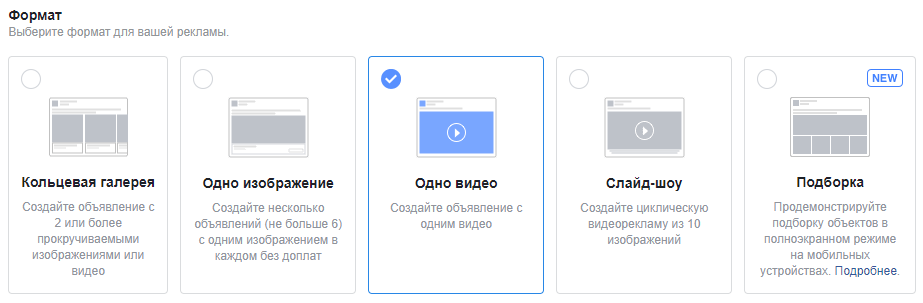 Формат
Выберите формат для вашей рекламы.
Кольцевая галерея
Создайте объявление с
2 или более
прокручиваемыми
изображениями или
видео
Одно изображение
Создайте несколько
объявлений (не больше 6)
с одним изображением в
каждом без доплат
Одно видео
Создайте объявление с
одним видео
Слайд-шоу
Создайте циклическую
видеорекламу из 10
изображений
NEW
Подборка
Продемонстрируйте
подборку объектов в
полноэкранном режиме
на мобильных
устройствах. Подробнее.